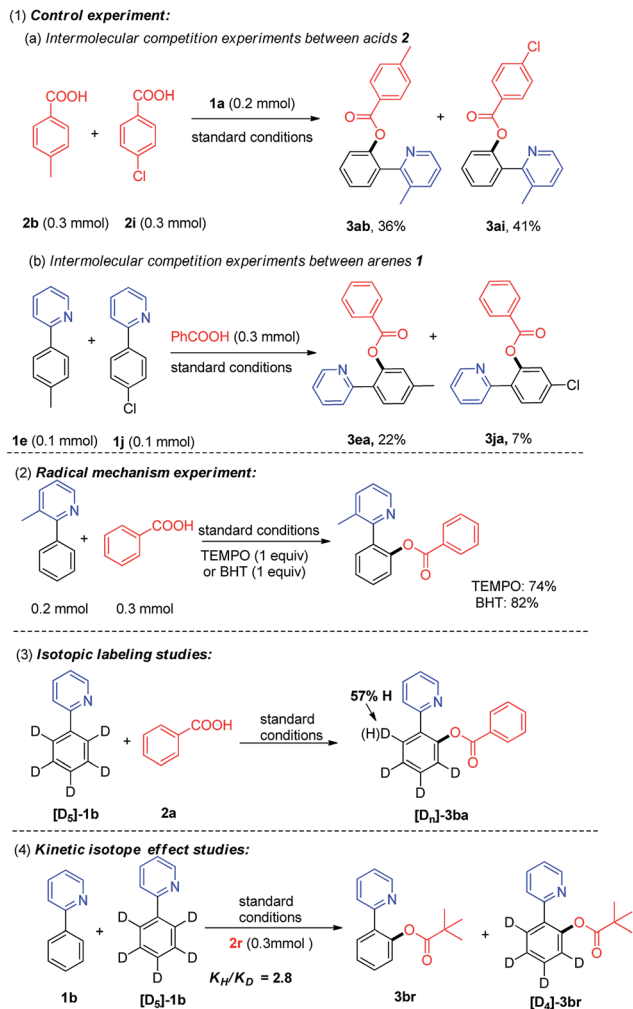 (1) Control experiment:
(a) Intermolecular competition experiments between acids 2
COOH
COOH
1a (0.2 mmol)
+
standard conditions
Cl
2b (0.3 mmol)
2i (0.3 mmol)
O
O
N
+
Cl
O
O
N
3ab, 36%
3ai, 41%
(b) Intermolecular competition experiments between arenes 1
N
+
N
Cl
PhCOOH (0.3 mmol)
standard conditions
O
O
N
+
O
O
N
Cl
1e (0.1 mmol)
1j (0.1 mmol)
3ea, 22%
3ja, 7%
(2) Radical mechanism experiment:
N
+
COOH
standard conditions
TEMPO (1 equiv)
or BHT (1 equiv)
N
O
O
0.2 mmol
0.3 mmol
TEMPO: 74%
BHT: 82%
(3) Isotopic labeling studies:
N
D
D
D
D
D
+
COOH
standard
conditions
57% H
(H)D
N
O
O
D
D
D
[D5]-1b
2a
[Dn]-3ba
(4) Kinetic isotope effect studies:
N
+
N
D
D
D
D
D
standard
conditions
2r (0.3mmol )
KH/KD = 2.8
N
O
O
+
N
D
O
O
D
D
D
1b
[D5]-1b
3br
[D4]-3br